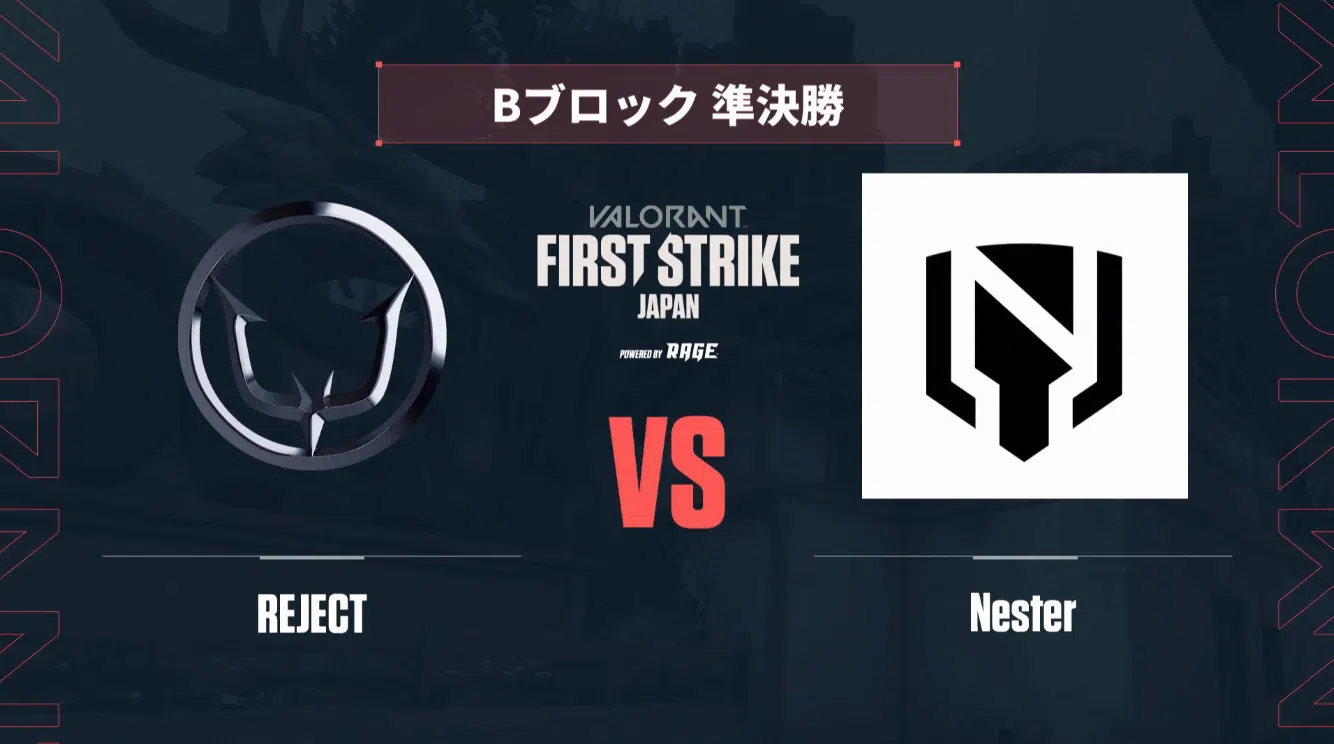 Bブロック 準決勝
VALORANT
FIRST STRIKE
JAPAN
POWERED BY RAGE
VS
REJECT
Nester